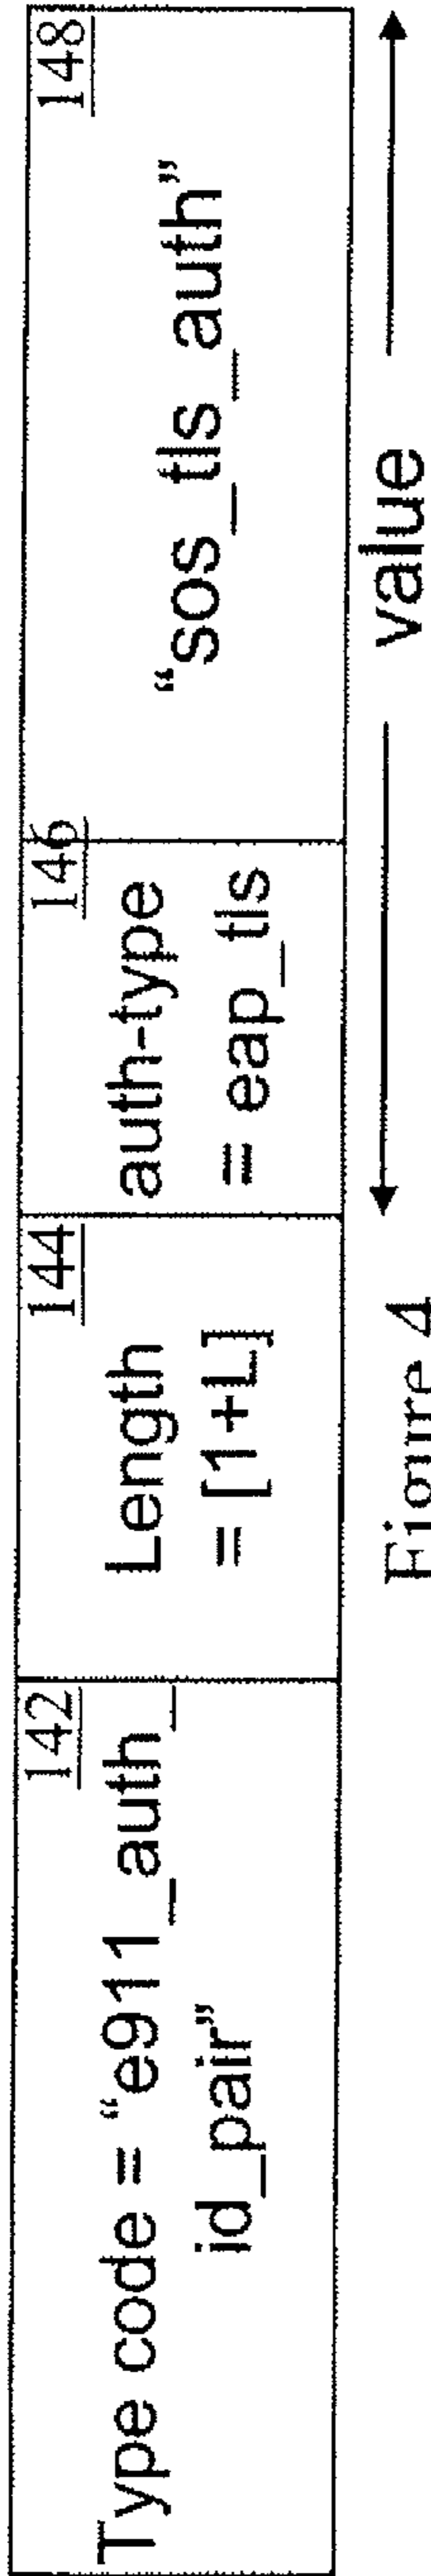 142
Type code = “e911_auth_
id_pair”
144
Length
= [1+L]
146
auth-type
= eap_tls
148
“sos_tls_auth”
value
Figure 4